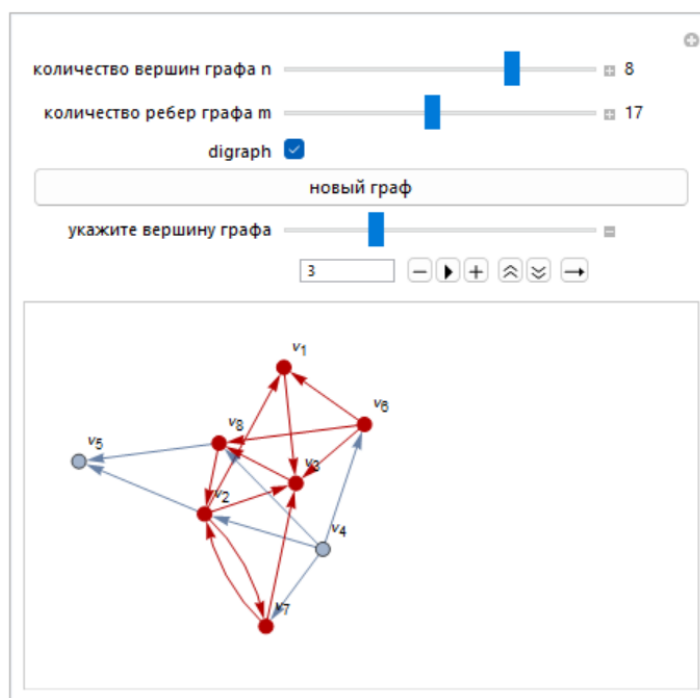 количество вершин графа n 8
количество ребер графа m 17
digraph
новый граф
укажите вершину графа
3
v1
v6
v8
v5
v3
v2
v4
v7